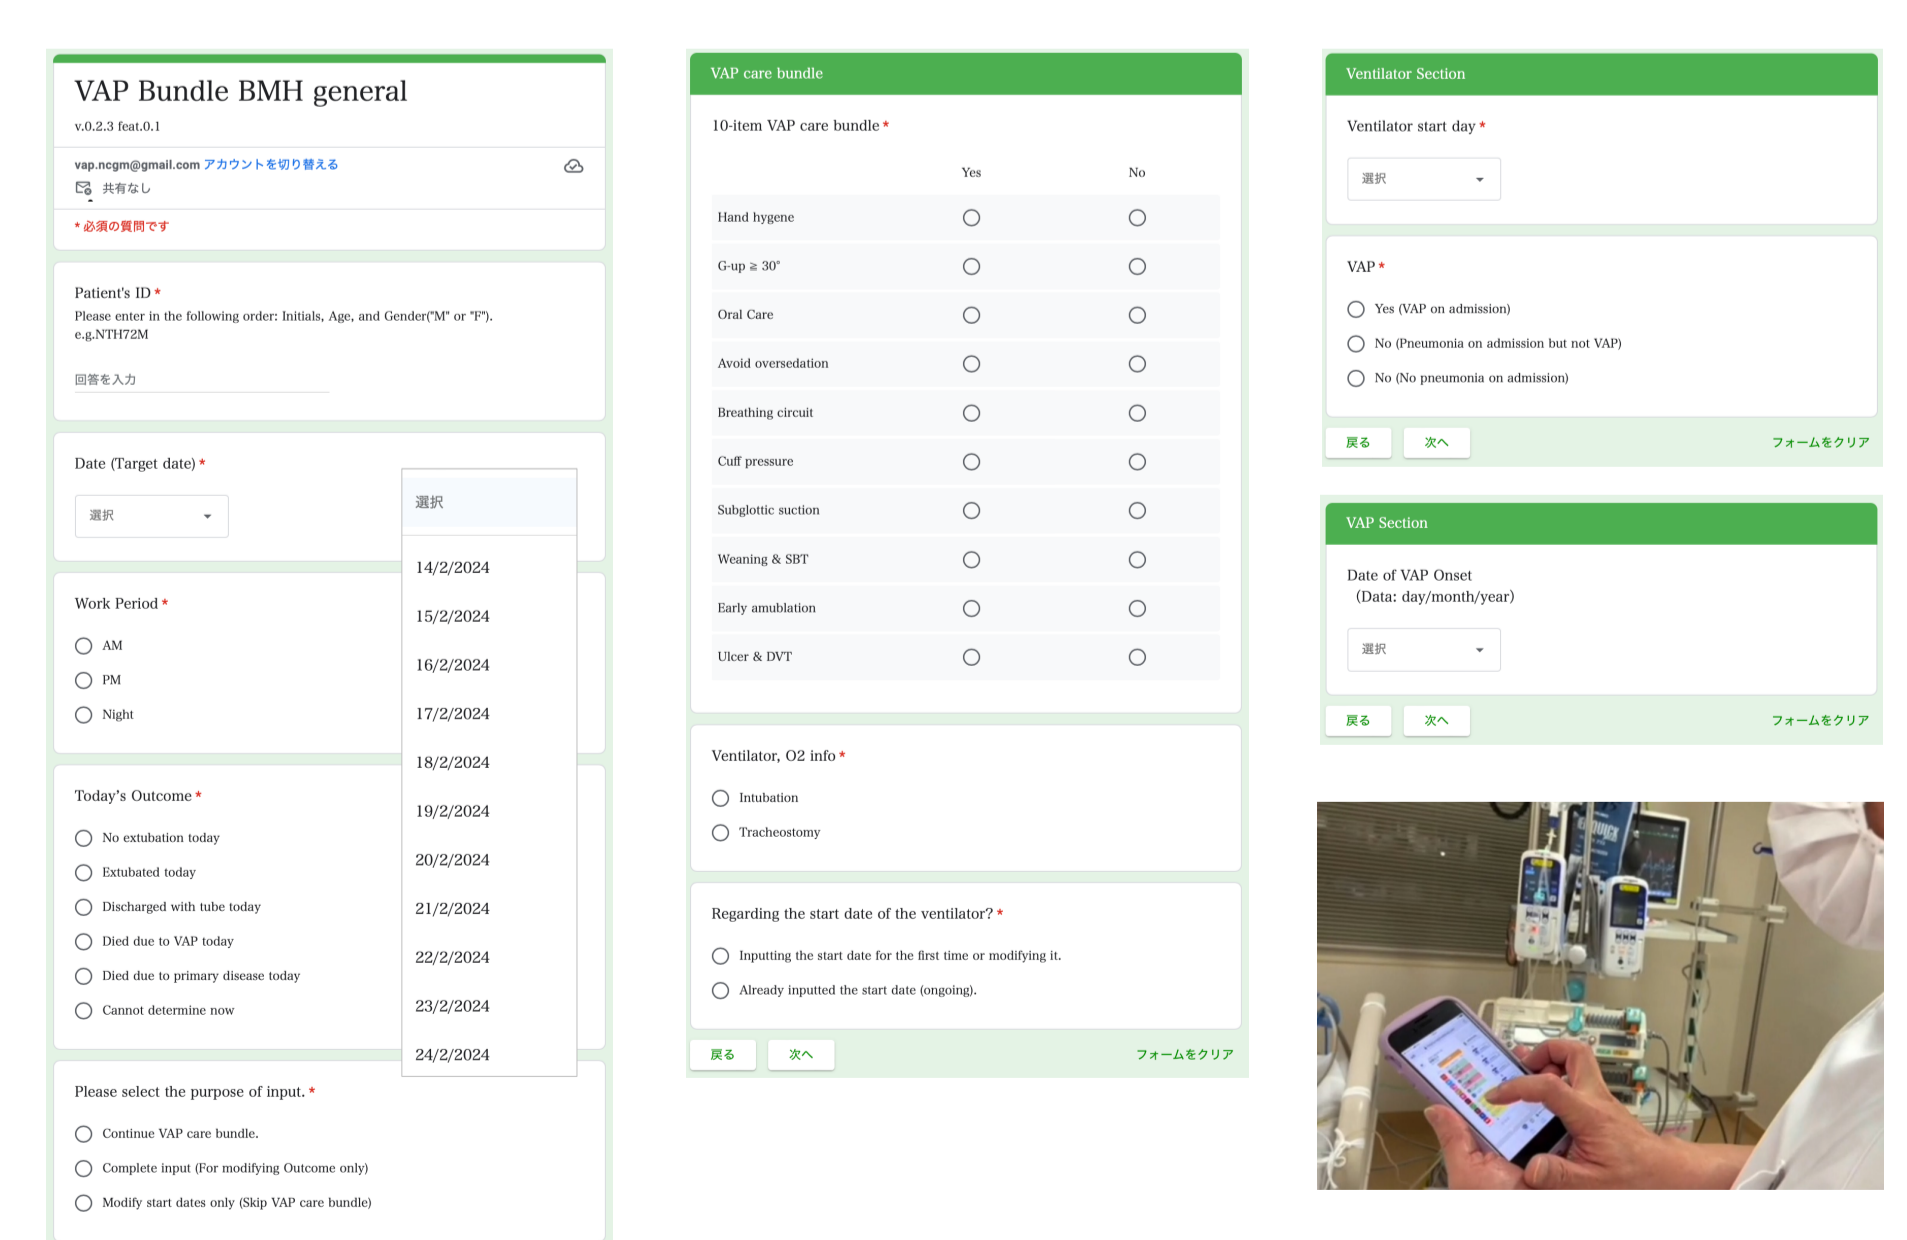 VAP Bundle BMH general
v.0.2.3 feat.0.1
vap.ncgm@gmail.com アカウントを切り替える
共有なし
* 必須の質問です
Patient's ID *
Please enter in the following order: Initials, Age, and Gender("M" or "F").
e.g.NTH72M
回答を入力
Date (Target date) *
選択
選択
14/2/2024
15/2/2024
16/2/2024
17/2/2024
18/2/2024
19/2/2024
20/2/2024
21/2/2024
22/2/2024
23/2/2024
24/2/2024
Work Period *
AM
PM
Night
Today's Outcome *
No extubation today
Extubated today
Discharged with tube today
Died due to VAP today
Died due to primary disease today
Cannot determine now
Please select the purpose of input. *
Continue VAP care bundle.
Complete input (For modifying Outcome only)
Modify start dates only (Skip VAP care bundle)
VAP care bundle
10-item VAP care bundle *
Yes No
Hand hygene
G-up ≧ 30°
Oral Care
Avoid oversedation
Breathing circuit
Cuff pressure
Subglottic suction
Weaning & SBT
Early amublation
Ulcer & DVT
Ventilator, O2 info *
Intubation
Tracheostomy
Regarding the start date of the ventilator? *
Inputting the start date for the first time or modifying it.
Already inputted the start date (ongoing).
戻る 次へ フォームをクリア
Ventilator Section
Ventilator start day *
選択
VAP *
Yes (VAP on admission)
No (Pneumonia on admission but not VAP)
No (No pneumonia on admission)
戻る 次へ フォームをクリア
VAP Section
Date of VAP Onset
（Data: day/month/year）
選択
戻る 次へ フォームをクリア
QUICK